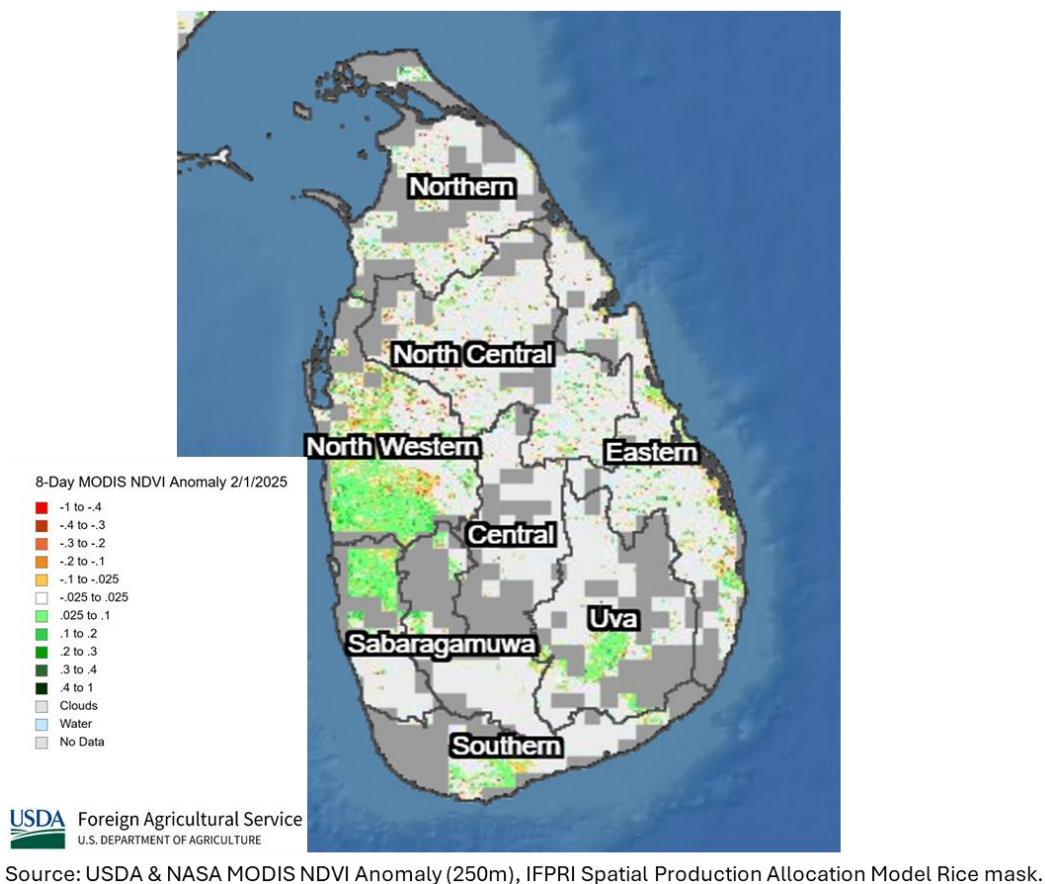 Northern
North Central
North Western
Eastern
8-Day MODIS NDVI Anomaly 2/1/2025
-1 to -.4
-.4 to -.3
-.3 to -.2
-.2 to -.1
-.1 to -.025
-.025 to .025
.025 to .1
.1 to .2
.2 to .3
.3 to .4
.4 to 1
Clouds
Water
No Data
Central
Uva
Sabaragamuwa
Southern
USDA
Foreign Agricultural Service
U.S. DEPARTMENT OF AGRICULTURE
Source: USDA & NASA MODIS NDVI Anomaly (250m), IFPRI Spatial Production Allocation Model Rice mask.